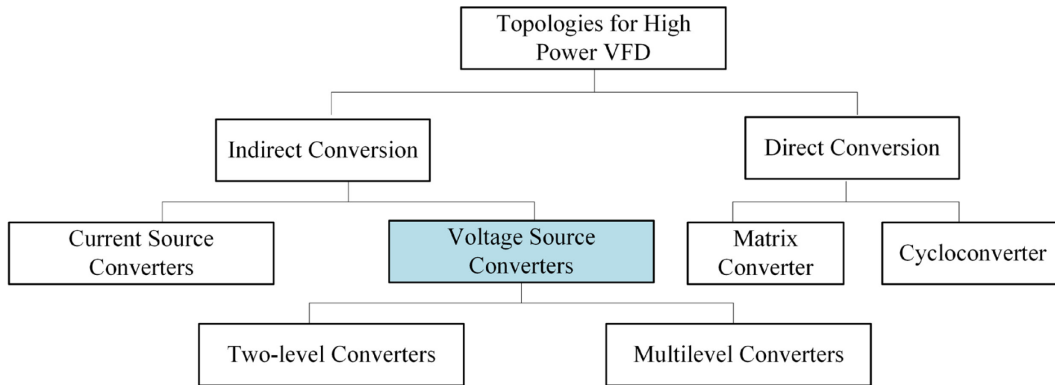 Topologies for High
Power VFD
Indirect Conversion
Direct Conversion
Current Source
Converters
Voltage Source
Converters
Matrix
Converter
Cycloconverter
Two-level Converters
Multilevel Converters